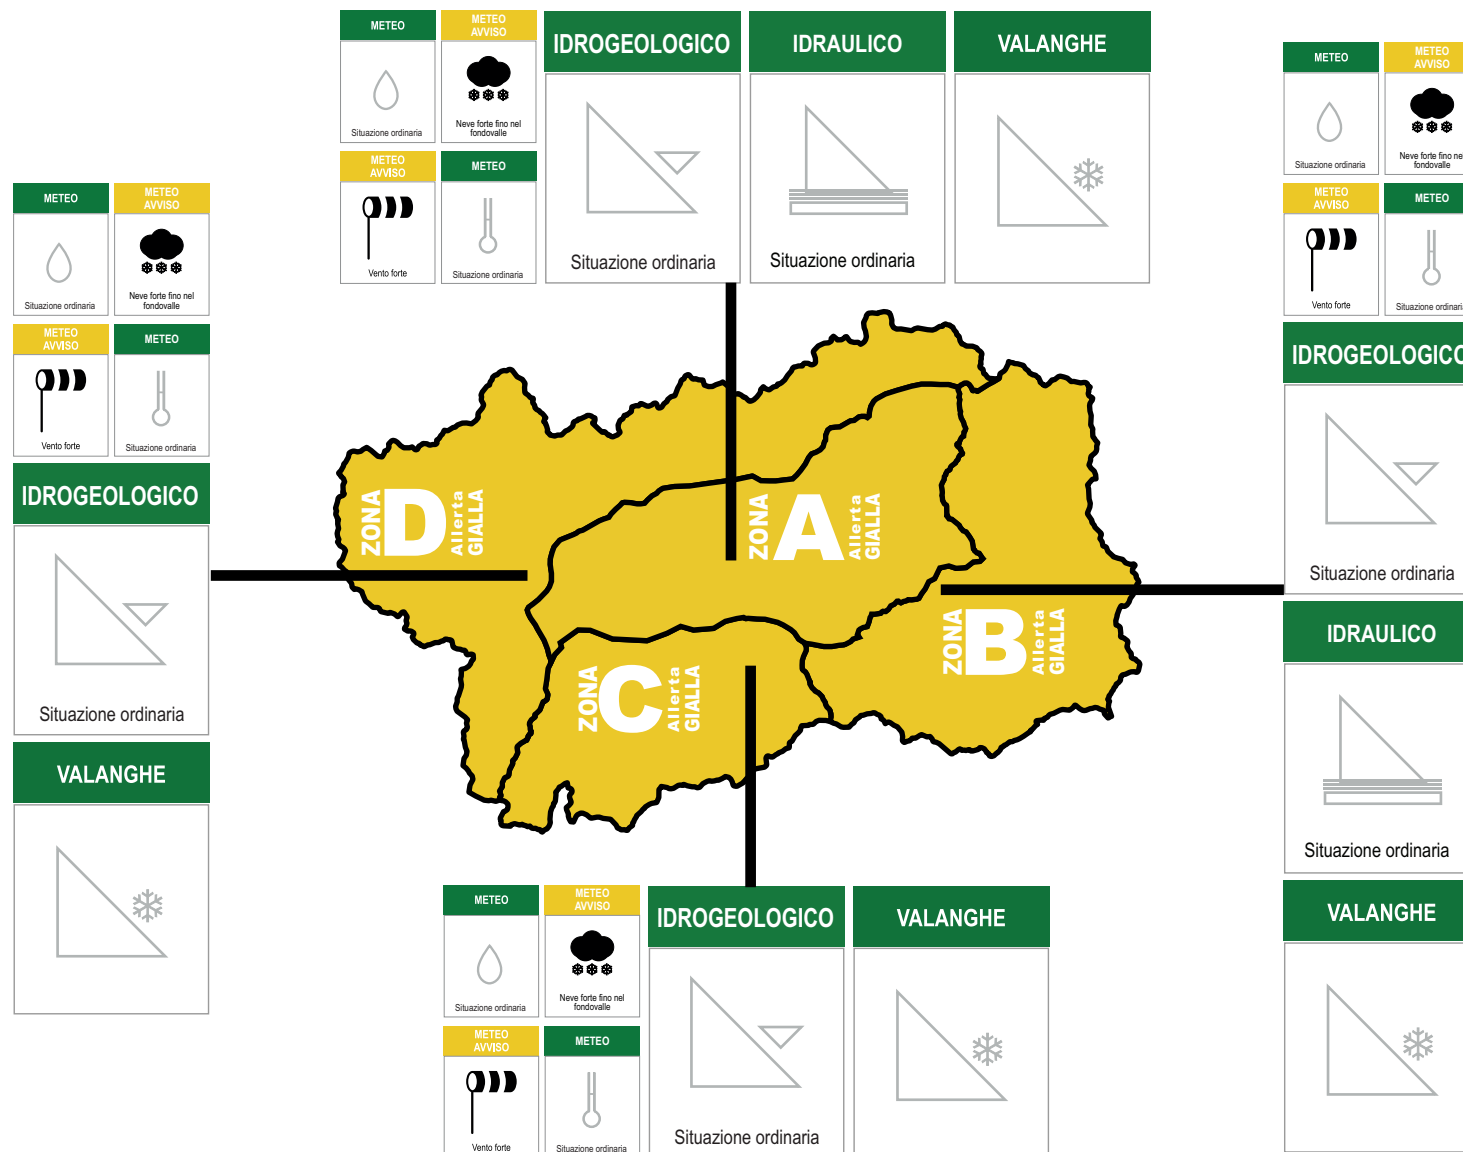 METEO
METEO
AVVISO
Situazione ordinaria
Neve forte fino nel
fondovalle
METEO
AVVISO
METEO
Vento forte
Situazione ordinaria
IDROGEOLOGICO
Situazione ordinaria
IDRAULICO
Situazione ordinaria
VALANGHE
METEO
METEO
AVVISO
Situazione ordinaria
Neve forte fino nel
fondovalle
METEO
AVVISO
METEO
Vento forte
Situazione ordinaria
IDROGEOLOGICO
Situazione ordinaria
VALANGHE
ZONA
D
Allerta
GIALLA
ZONA
A
Allerta
GIALLA
ZONA
B
Allerta
GIALLA
ZONA
C
Allerta
GIALLA
METEO
METEO
AVVISO
Situazione ordinaria
Neve forte fino nel
fondovalle
METEO
AVVISO
METEO
Vento forte
Situazione ordinaria
IDROGEOLOGICO
Situazione ordinaria
IDRAULICO
Situazione ordinaria
VALANGHE
METEO
METEO
AVVISO
Situazione ordinaria
Neve forte fino nel
fondovalle
METEO
AVVISO
METEO
Vento forte
Situazione ordinaria
IDROGEOLOGICO
Situazione ordinaria
VALANGHE